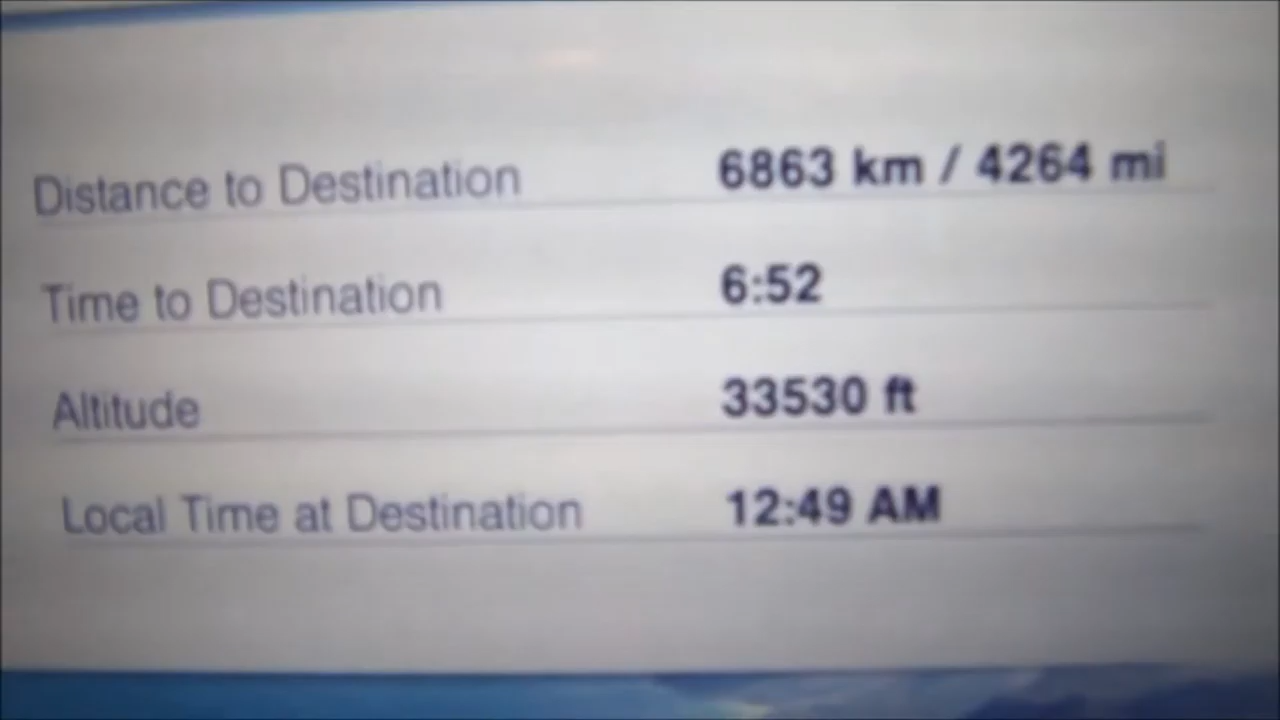 Distance to Destination 6863 km / 4264 mi
Time to Destination 6:52
Altitude 33530 ft
Local Time at Destination 12:49 AM